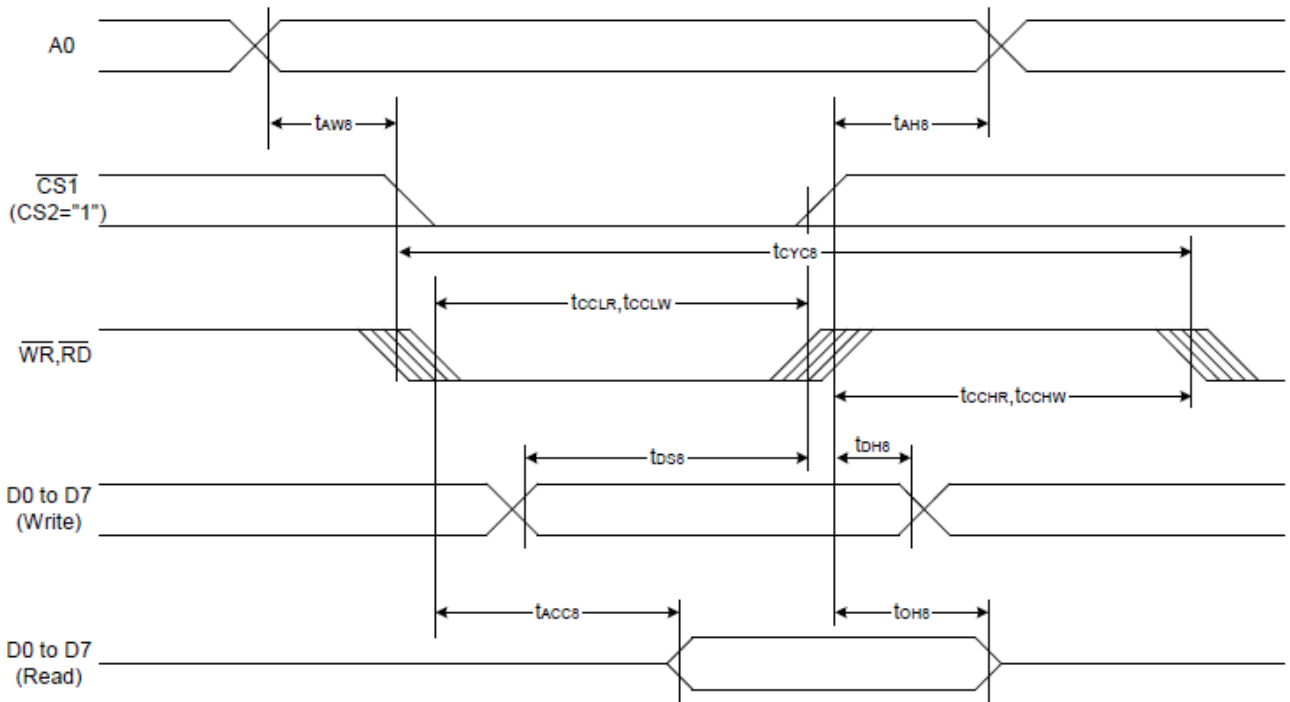 A0
tAW8
tAH8
CS1
(CS2="1")
tCYC8
tCCLR,tCCLW
WR,RD
tCCHR,tCCHW
tDS8
tDH8
D0 to D7
(Write)
tACC8
tOH8
D0 to D7
(Read)